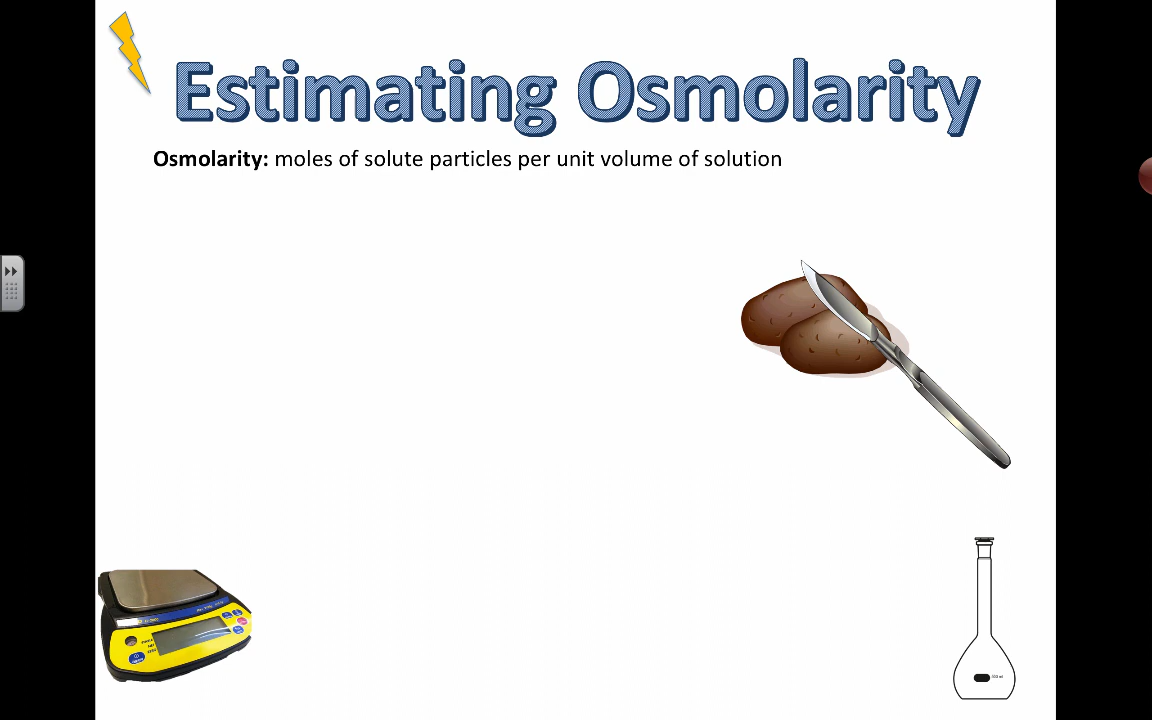 Estimating Osmolarity
Osmolarity: moles of solute particles per unit volume of solution